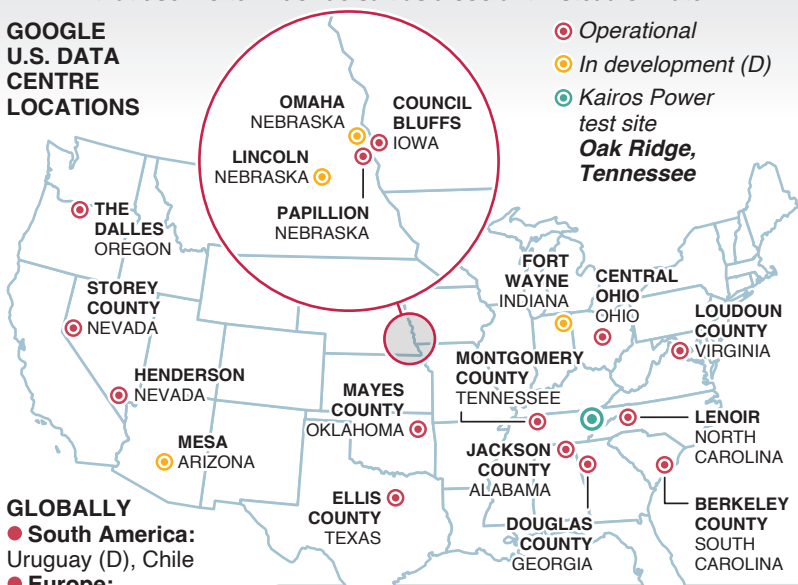 GOOGLE
U.S. DATA
CENTRE
LOCATIONS
Operational
In development (D)
Kairos Power
test site
Oak Ridge,
Tennessee
OMAHA
NEBRASKA
COUNCIL
BLUFFS
IOWA
LINCOLN
NEBRASKA
PAPILLION
NEBRASKA
THE
DALLES
OREGON
STOREY
COUNTY
NEVADA
HENDERSON
NEVADA
MESA
ARIZONA
MAYES
COUNTY
OKLAHOMA
ELLIS
COUNTY
TEXAS
FORT
WAYNE
INDIANA
CENTRAL
OHIO
OHIO
LOUDOUN
COUNTY
VIRGINIA
MONTGOMERY
COUNTY
TENNESSEE
LENOIR
NORTH
CAROLINA
JACKSON
COUNTY
ALABAMA
DOUGLAS
COUNTY
GEORGIA
BERKELEY
COUNTY
SOUTH
CAROLINA
GLOBALLY
South America:
Uruguay (D), Chile
Europe: